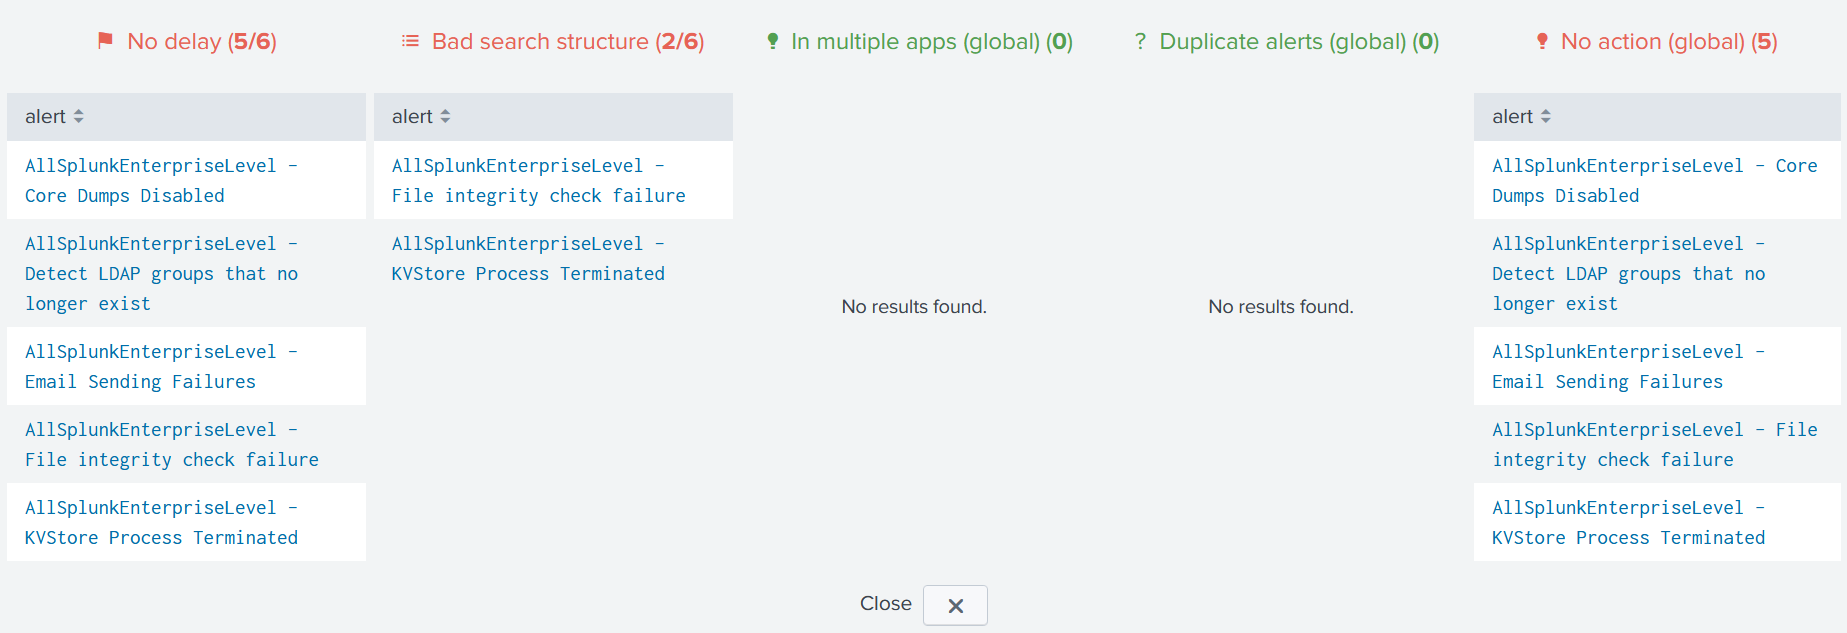 No delay (5/6)
Bad search structure (2/6)
In multiple apps (global) (0)
? Duplicate alerts (global) (0)
No action (global) (5)
alert
AllSplunkEnterpriseLevel -
Core Dumps Disabled
AllSplunkEnterpriseLevel -
Detect LDAP groups that no
longer exist
AllSplunkEnterpriseLevel -
Email Sending Failures
AllSplunkEnterpriseLevel -
File integrity check failure
AllSplunkEnterpriseLevel -
KVStore Process Terminated
alert
AllSplunkEnterpriseLevel -
File integrity check failure
AllSplunkEnterpriseLevel -
KVStore Process Terminated
No results found.
No results found.
alert
AllSplunkEnterpriseLevel - Core
Dumps Disabled
AllSplunkEnterpriseLevel -
Detect LDAP groups that no
longer exist
AllSplunkEnterpriseLevel -
Email Sending Failures
AllSplunkEnterpriseLevel - File
integrity check failure
AllSplunkEnterpriseLevel -
KVStore Process Terminated
Close